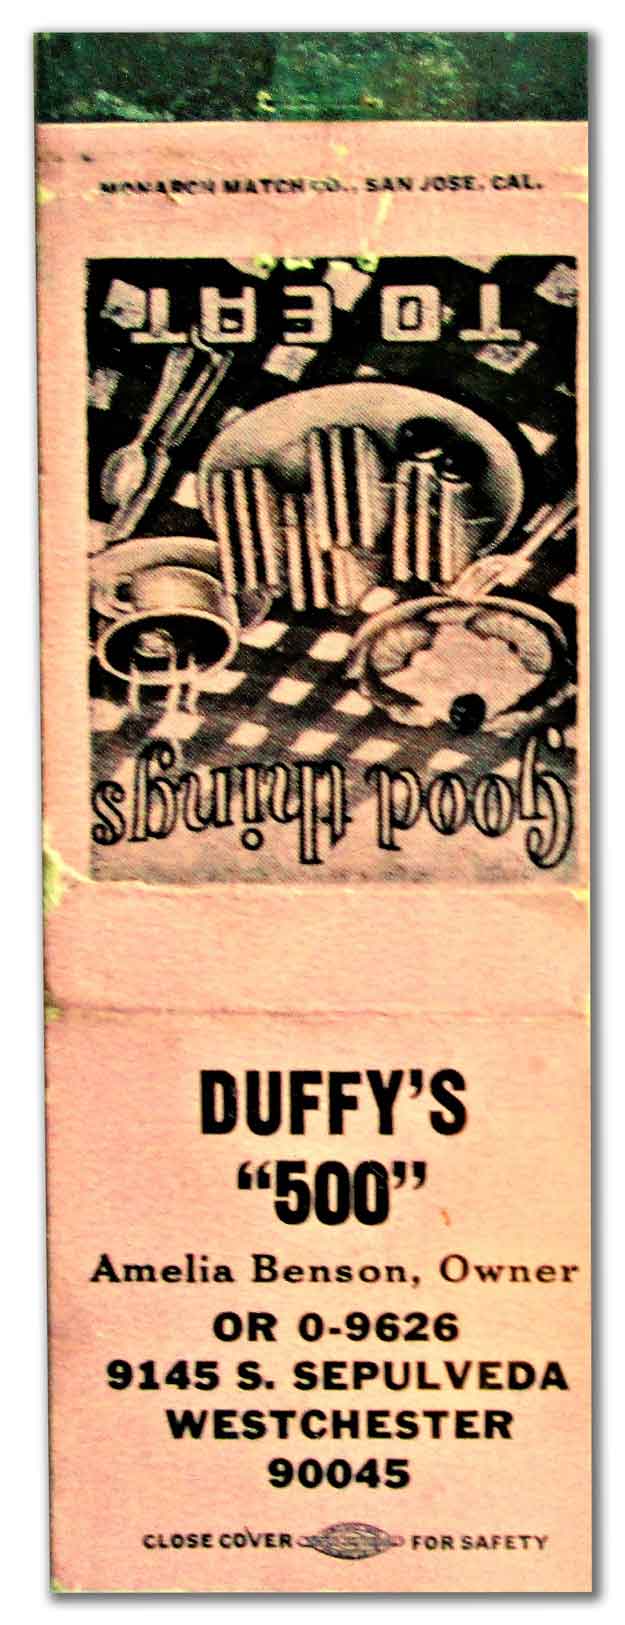 MONARCH MATCH CO., SAN JOSE, CAL.
Good things
TO EAT
DUFFY'S
"500"
Amelia Benson, Owner
OR 0-9626
9145 S. SEPULVEDA
WESTCHESTER
90045
CLOSE COVER FOR SAFETY